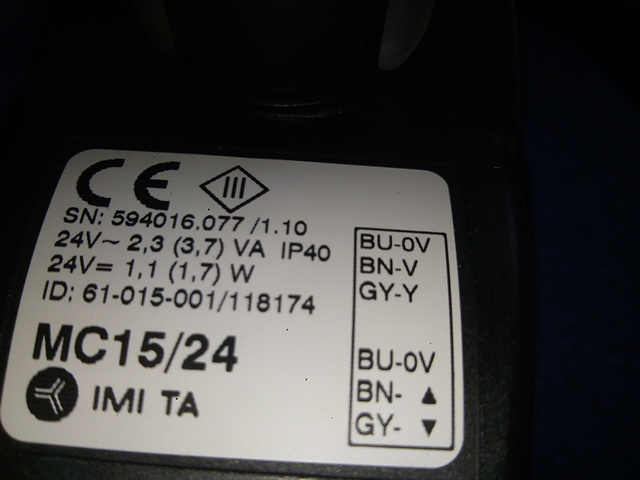 CE III
SN: 594016.077 /1.10
24V~ 2,3 (3,7) VA IP40
24V= 1,1 (1,7) W
ID: 61-015-001/118174
MC15/24
IMI TA
BU-0V
BN-V
GY-Y
BU-0V
BN- ▲
GY- ▼